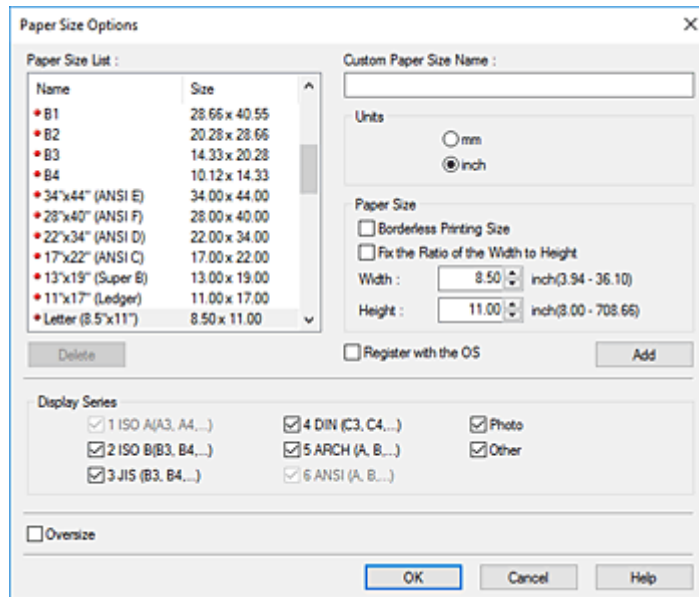 Paper Size Options
Paper Size List :
Name Size
B1 28.66 x 40.55
B2 20.28 x 28.66
B3 14.33 x 20.28
B4 10.12 x 14.33
34"x44" (ANSI E) 34.00 x 44.00
28"x40" (ANSI F) 28.00 x 40.00
22"x34" (ANSI D) 22.00 x 34.00
17"x22" (ANSI C) 17.00 x 22.00
13"x19" (Super B) 13.00 x 19.00
11"x17" (Ledger) 11.00 x 17.00
Letter (8.5"x11") 8.50 x 11.00
Delete
Custom Paper Size Name :
Units
mm
inch
Paper Size
Borderless Printing Size
Fix the Ratio of the Width to Height
Width : 8.50 inch(3.94 - 36.10)
Height : 11.00 inch(8.00 - 708.66)
Register with the OS Add
Display Series
1 ISO A(A3, A4,...) 4 DIN (C3, C4,...) Photo
2 ISO B(B3, B4,...) 5 ARCH (A, B,...) Other
3 JIS (B3, B4,...) 6 ANSI (A, B,...)
Oversize
OK Cancel Help